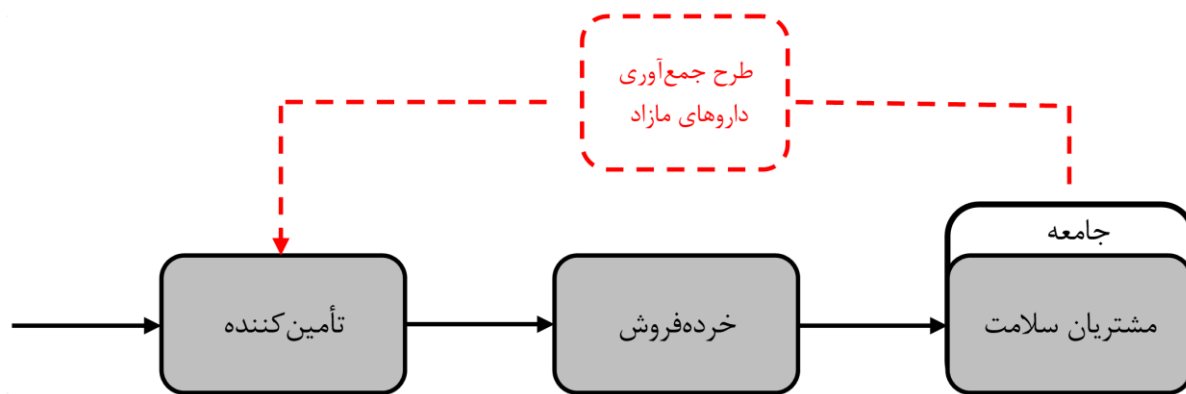 طرح جمع‌آوری
داروهای مازاد
جامعه
تأمین‌کننده
خرده‌فروش
مشتریان سلامت